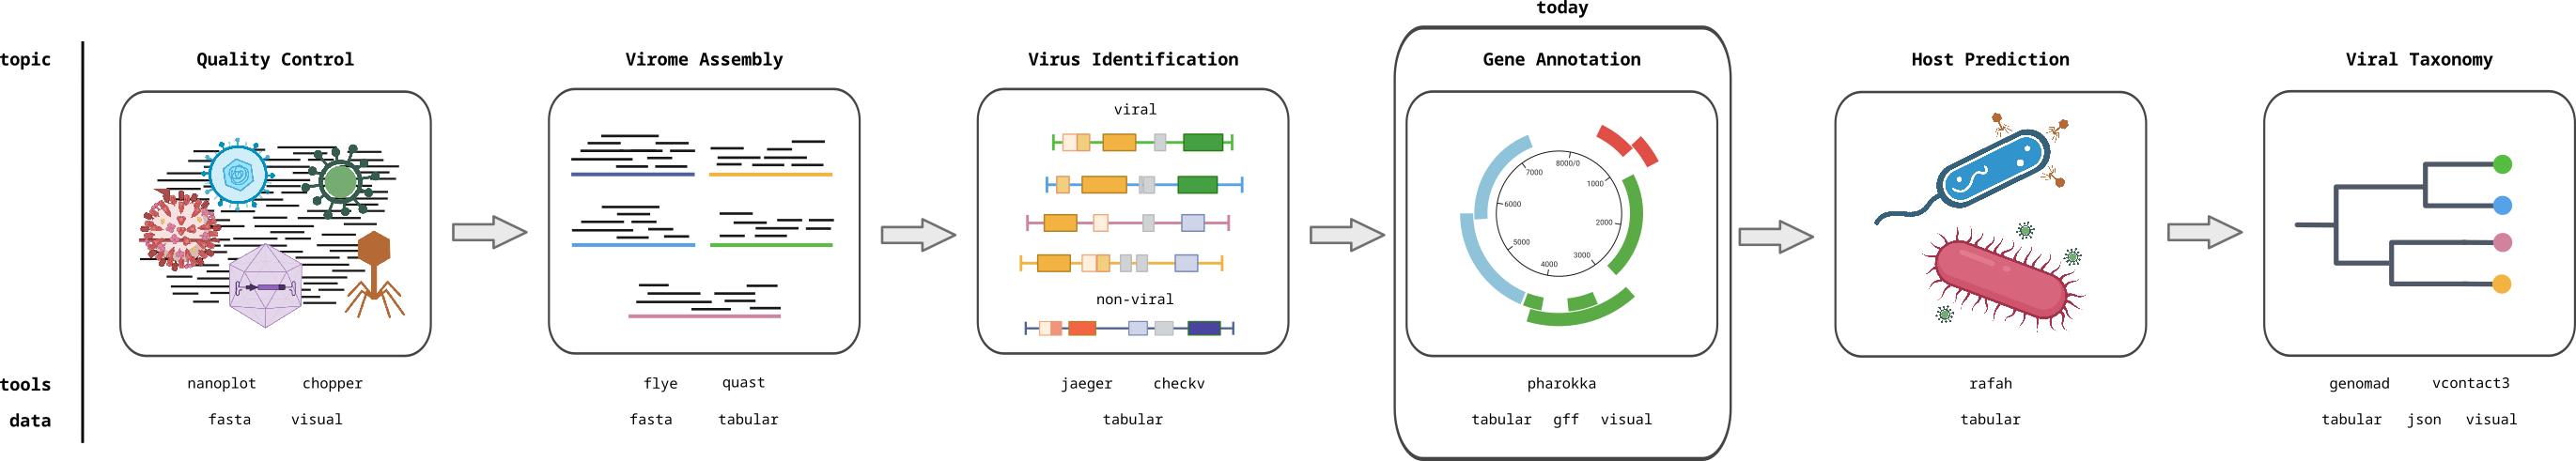 today
topic
Quality Control
Virome Assembly
Virus Identification
Gene Annotation
Host Prediction
Viral Taxonomy
viral
non-viral
8000/0
1000
2000
3000
4000
5000
6000
7000
tools
nanoplot chopper
flye quast
jaeger checkv
pharokka
rafah
genomad vcontact3
data
fasta visual
fasta tabular
tabular
tabular gff visual
tabular
tabular json visual